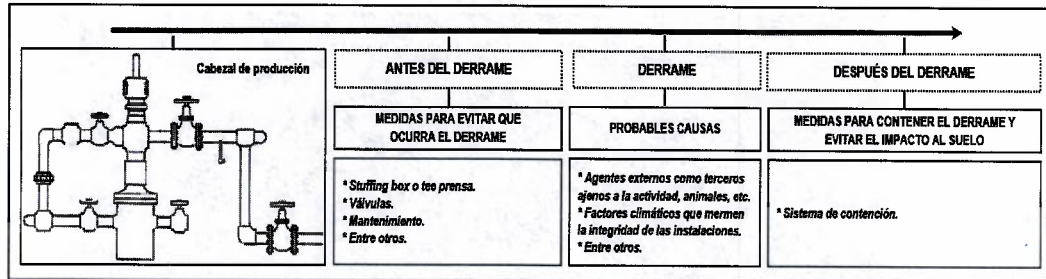 Cabezal de producción
ANTES DEL DERRAME
DERRAME
DESPUÉS DEL DERRAME
MEDIDAS PARA EVITAR QUE
OCURRA EL DERRAME
PROBABLES CAUSAS
MEDIDAS PARA CONTENER EL DERRAME Y
EVITAR EL IMPACTO AL SUELO
* Stuffing box o tee prensa.
* Válvulas.
* Mantenimiento.
* Entre otros.
* Agentes externos como terceros
ajenos a la actividad, animales, etc.
* Factores climáticos que mermen
la integridad de las instalaciones.
* Entre otros.
* Sistema de contención.